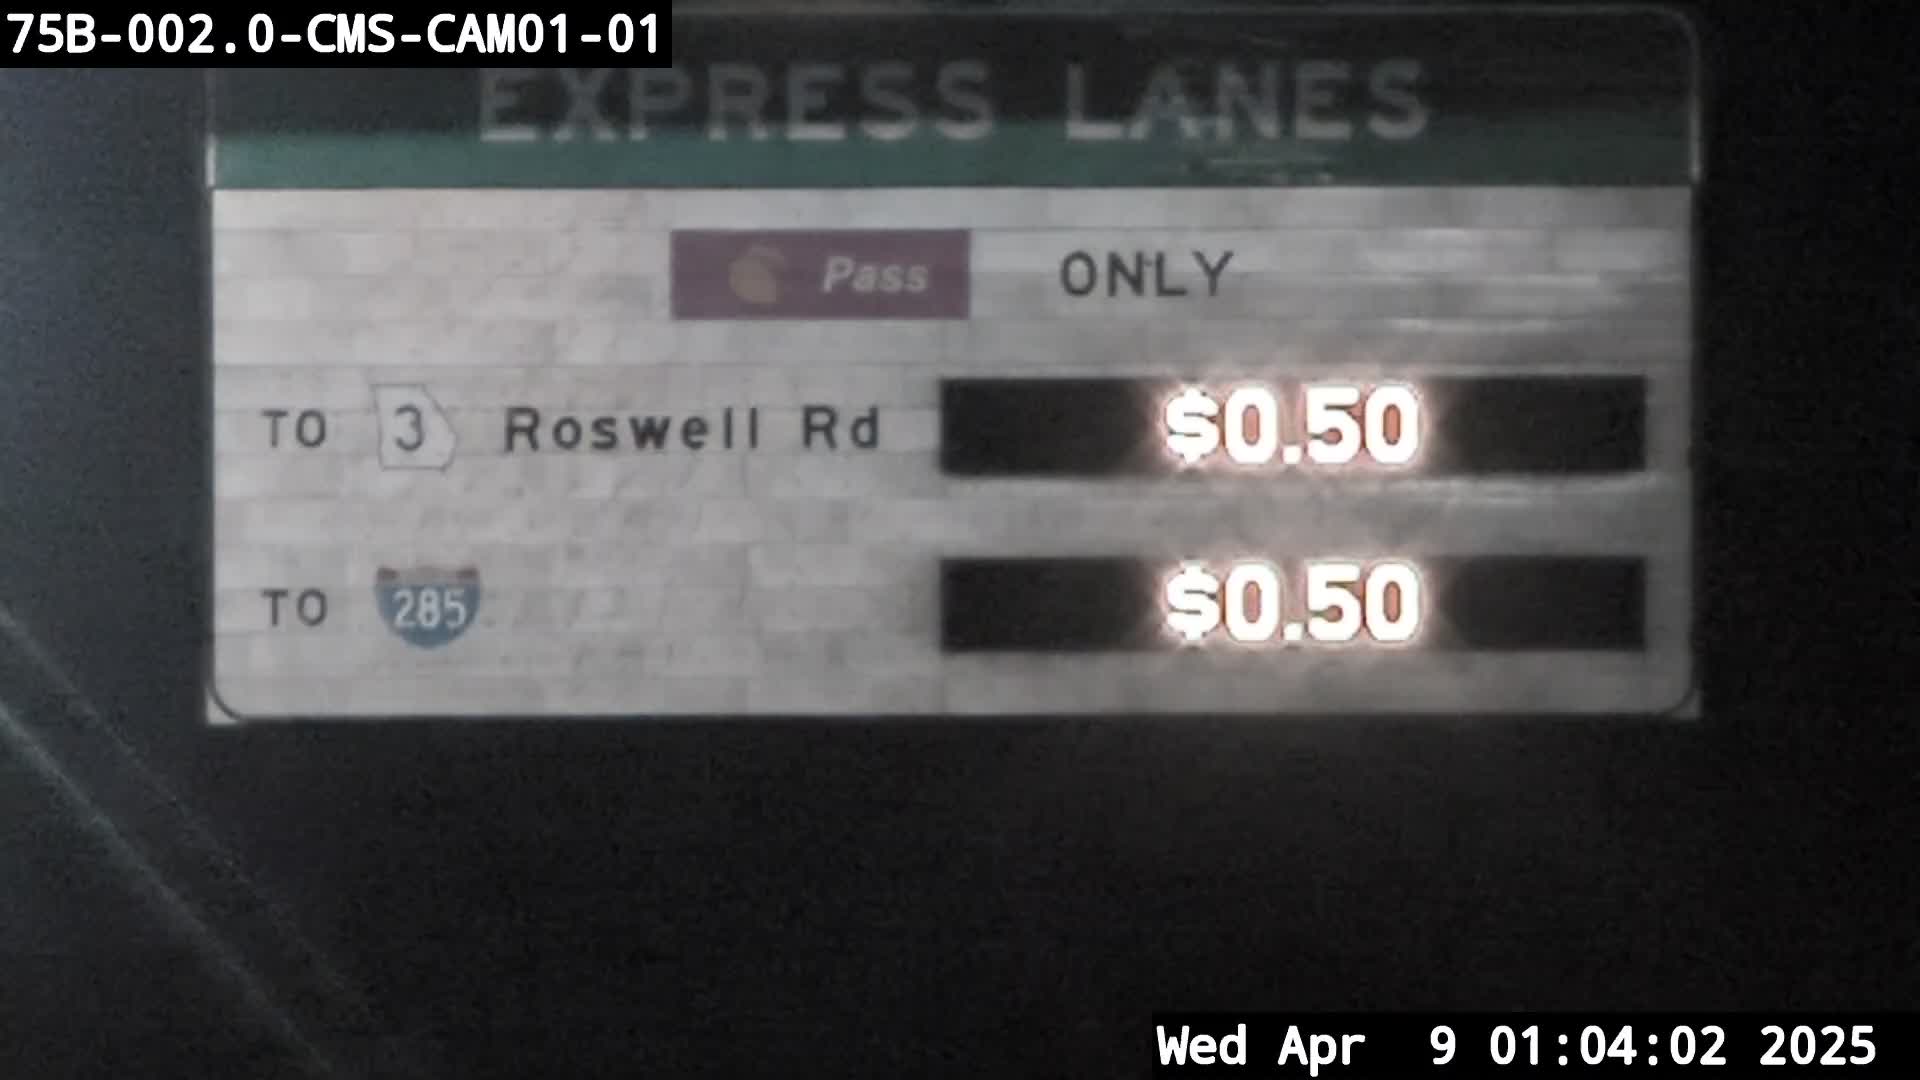 75B-002.0-CMS-CAM01-01
EXPRESS LANES
Pass ONLY
TO 3 Roswell Rd $0.50
TO 285 $0.50
Wed Apr 9 01:04:02 2025